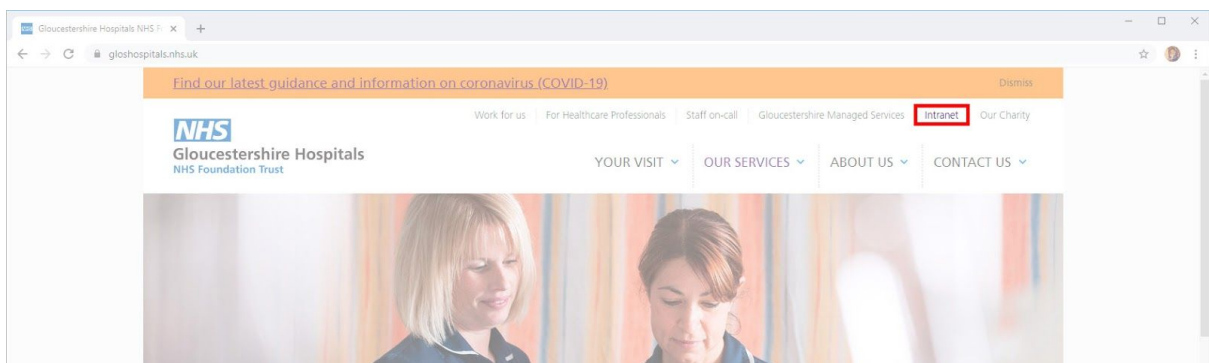 Gloucestershire Hospitals NHS F
gloshospitals.nhs.uk
Find our latest guidance and information on coronavirus (COVID-19) Dismiss
Work for us For Healthcare Professionals Staff on-call Gloucestershire Managed Services Intranet Our Charity
NHS
Gloucestershire Hospitals
NHS Foundation Trust
YOUR VISIT OUR SERVICES ABOUT US CONTACT US